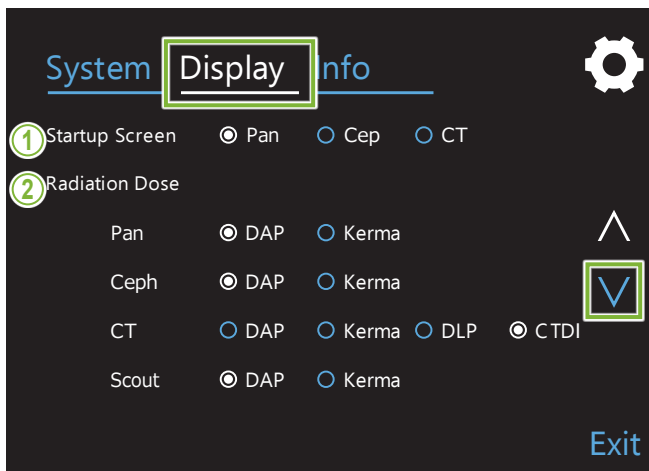 System Display Info
1 Startup Screen Pan Cep CT
2 Radiation Dose
Pan DAP Kerma
Ceph DAP Kerma
CT DAP Kerma DLP CTDI
Scout DAP Kerma
Exit